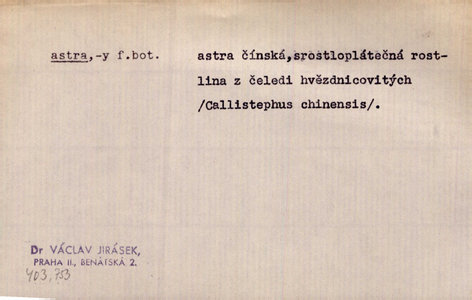 astra,-y f.bot. astra čínská,srostloplátečná rost-
lina z čeledi hvězdnicovitých
/Callistephus chinensis/.
Dr VÁCLAV JIRÁSEK,
PRAHA II., BENÁTSKÁ 2.
403,753